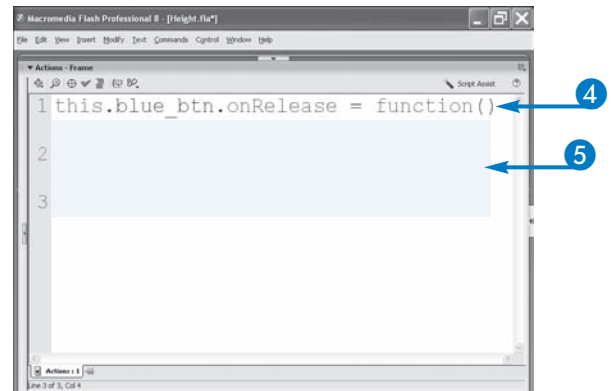 Macromedia Flash Professional 8 - [Height.fla*]
File Edit View Insert Modify Text Commands Control Window Help
Actions - Frame
Script Assist
1 this.blue_btn.onRelease = function()
4
2
5
3
Actions : 1
Line 3 of 3, Col 4